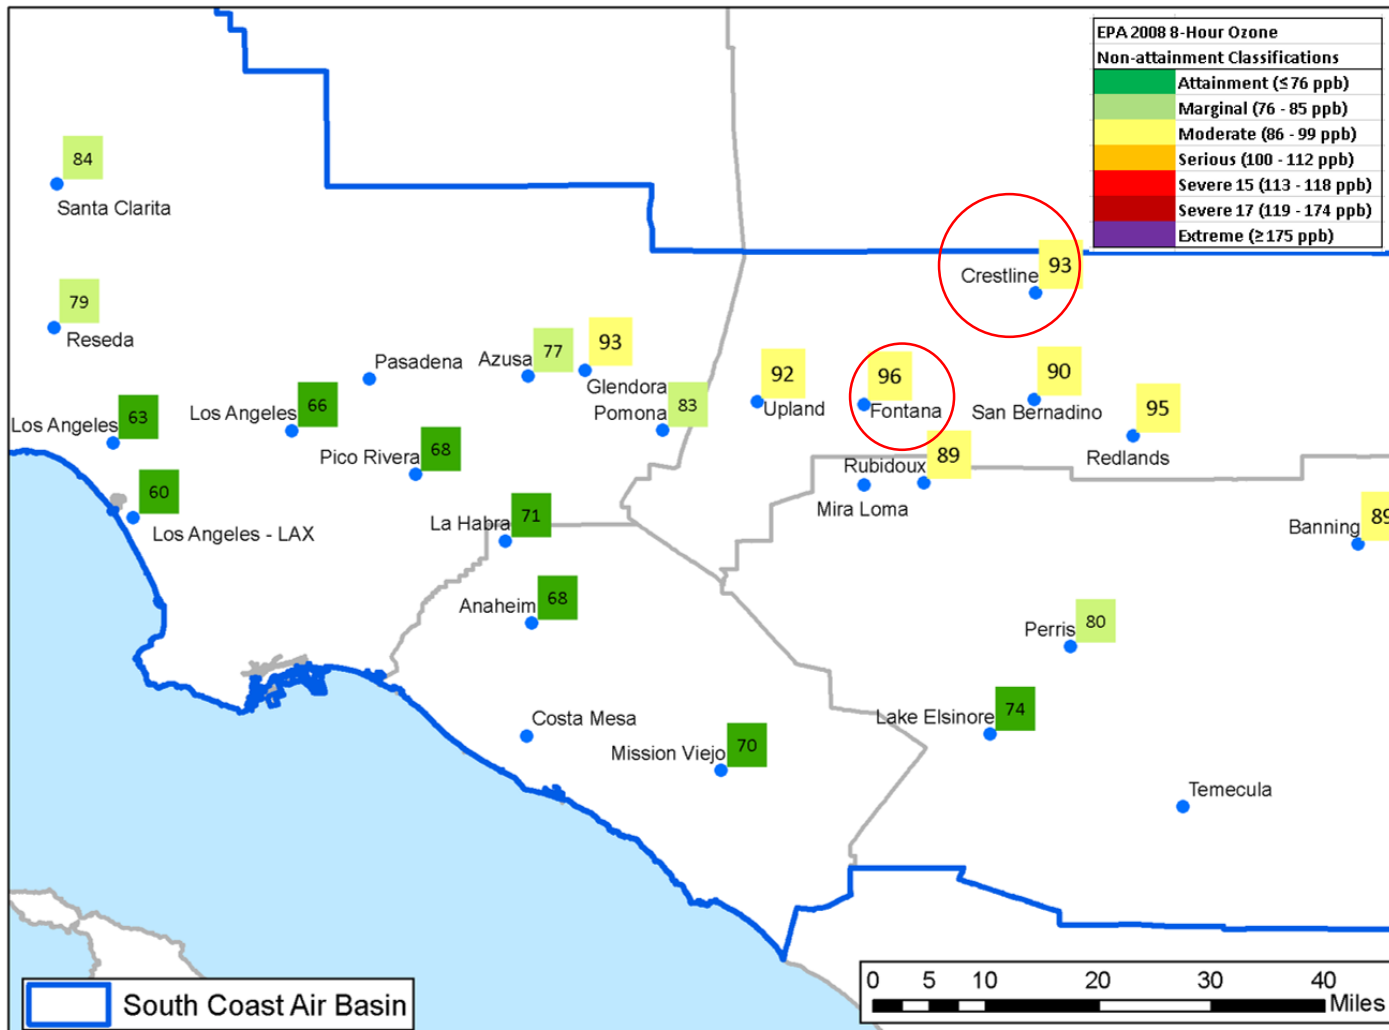 EPA 2008 8-Hour Ozone
Non-attainment Classifications
Attainment (≤76 ppb)
Marginal (76 - 85 ppb)
Moderate (86 - 99 ppb)
Serious (100 - 112 ppb)
Severe 15 (113 - 118 ppb)
Severe 17 (119 - 174 ppb)
Extreme (≥175 ppb)
84
Santa Clarita
93
Crestline
79
Reseda
Pasadena
Azusa
77
93
Glendora
Pomona
83
92
Upland
96
Fontana
90
San Bernadino
95
Redlands
Los Angeles
63
Los Angeles
66
Pico Rivera
68
89
Rubidoux
Mira Loma
60
Los Angeles - LAX
La Habra
71
Banning
89
Anaheim
68
Perris
80
Costa Mesa
Mission Viejo
70
Lake Elsinore
74
Temecula
South Coast Air Basin
0 5 10 20 30 40
Miles